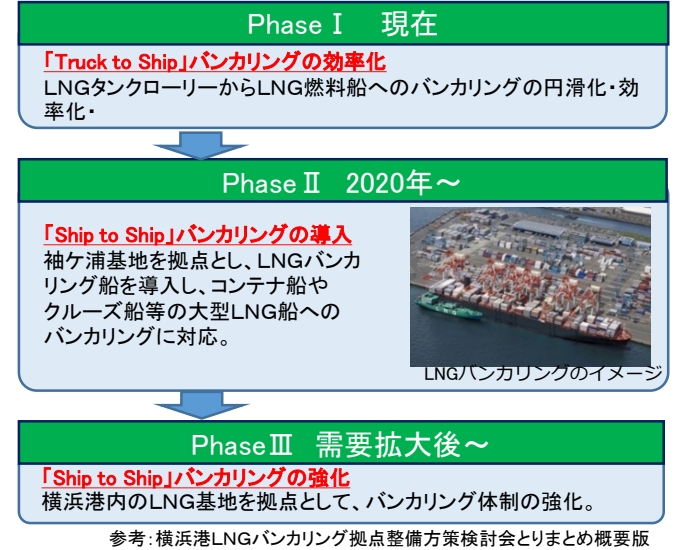 Phase Ⅰ　現在
「Truck to Ship」バンカリングの効率化
LNGタンクローリーからLNG燃料船へのバンカリングの円滑化・効
率化・
Phase Ⅱ　2020年～
「Ship to Ship」バンカリングの導入
袖ケ浦基地を拠点とし、LNGバンカ
リング船を導入し、コンテナ船や
クルーズ船等の大型LNG船への
バンカリングに対応。
LNGバンカリングのイメージ
PhaseⅢ　需要拡大後～
「Ship to Ship」バンカリングの強化
横浜港内のLNG基地を拠点として、バンカリング体制の強化。
参考：横浜港LNGバンカリング拠点整備方策検討会とりまとめ概要版